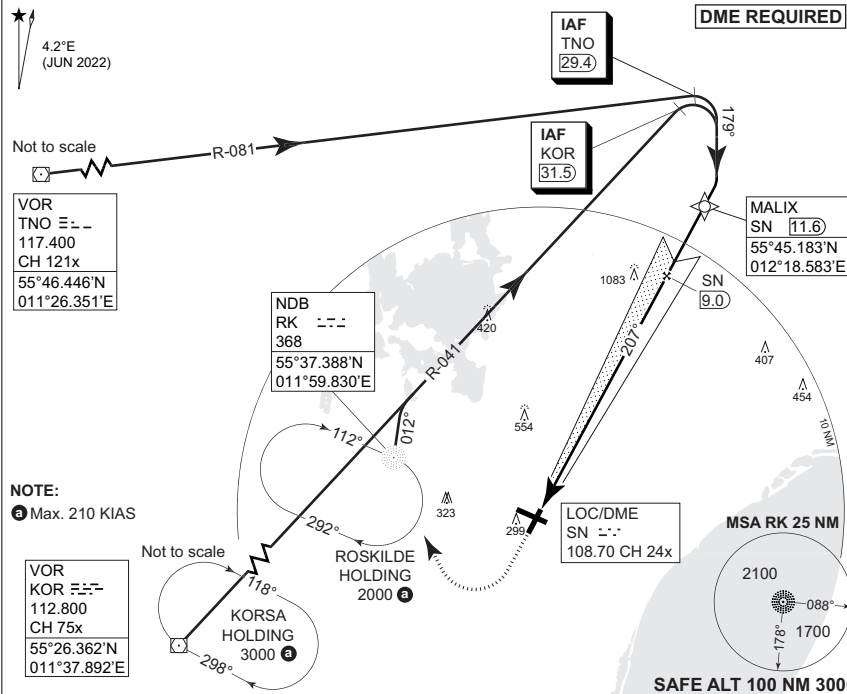 DME REQUIRED
4.2°E
(JUN 2022)
IAF
TNO
29.4
Not to scale
R-081
IAF
KOR
31.5
179°
VOR
TNO
117.400
CH 121x
55°46.446'N
011°26.351'E
MALIX
SN 11.6
55°45.183'N
012°18.583'E
1083
SN
9.0
NDB
RK
368
55°37.388'N
011°59.830'E
420
207°
407
R-041
454
554
012°
112°
10 NM
NOTE:
a Max. 210 KIAS
323
299
LOC/DME
SN
108.70 CH 24x
292°
MSA RK 25 NM
Not to scale
ROSKILDE
HOLDING
2000 a
VOR
KOR
112.800
CH 75x
55°26.362'N
011°37.892'E
118°
KORSA
HOLDING
3000 a
298°
2100
088°
178°
1700
SAFE ALT 100 NM 3000